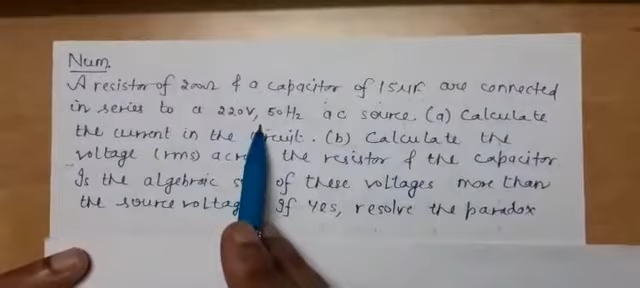 Num.
A resistor of 200Ω & a capacitor of 15μF are connected
in series to a 220V, 50Hz ac source. (a) Calculate
the current in the circuit. (b) Calculate the
voltage (rms) across the resistor & the capacitor
Is the algebraic of these voltages more than
the source voltage If yes, resolve the paradox